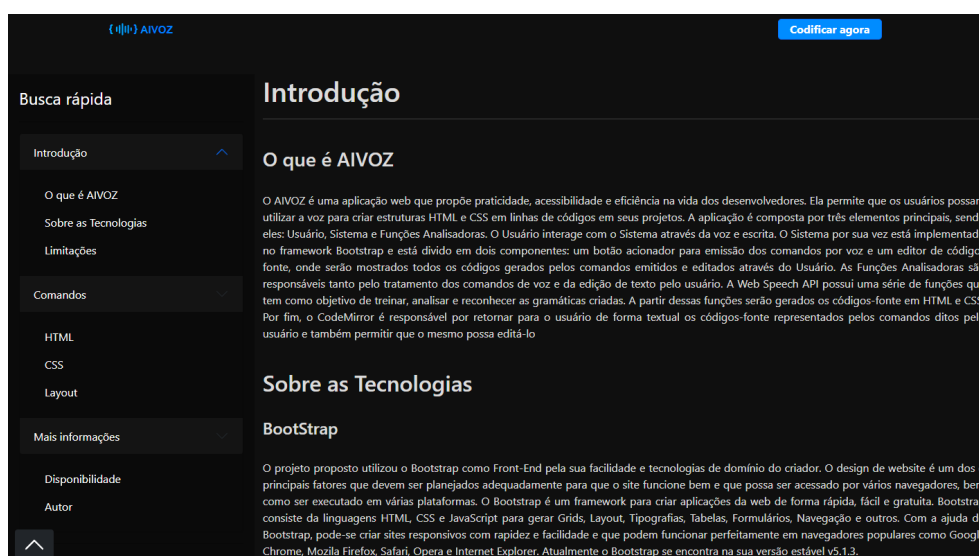 {ııllıı} AIVOZ
Codificar agora
Busca rápida
Introdução
O que é AIVOZ
Sobre as Tecnologias
Limitações
Comandos
HTML
CSS
Layout
Mais informações
Disponibilidade
Autor
Introdução
O que é AIVOZ
O AIVOZ é uma aplicação web que propõe praticidade, acessibilidade e eficiência na vida dos desenvolvedores. Ela permite que os usuários possar
utilizar a voz para criar estruturas HTML e CSS em linhas de códigos em seus projetos. A aplicação é composta por três elementos principais, send
eles: Usuário, Sistema e Funções Analisadoras. O Usuário interage com o Sistema através da voz e escrita. O Sistema por sua vez está implementad
no framework Bootstrap e está divido em dois componentes: um botão acionador para emissão dos comandos por voz e um editor de código
fonte, onde serão mostrados todos os códigos gerados pelos comandos emitidos e editados através do Usuário. As Funções Analisadoras sã
responsáveis tanto pelo tratamento dos comandos de voz e da edição de texto pelo usuário. A Web Speech API possui uma série de funções qu
tem como objetivo de treinar, analisar e reconhecer as gramáticas criadas. A partir dessas funções serão gerados os códigos-fonte em HTML e CSS
Por fim, o CodeMirror é responsável por retornar para o usuário de forma textual os códigos-fonte representados pelos comandos ditos pel
usuário e também permitir que o mesmo possa editá-lo
Sobre as Tecnologias
BootStrap
O projeto proposto utilizou o Bootstrap como Front-End pela sua facilidade e tecnologias de domínio do criador. O design de website é um dos
principais fatores que devem ser planejados adequadamente para que o site funcione bem e que possa ser acessado por vários navegadores, ber
como ser executado em várias plataformas. O Bootstrap é um framework para criar aplicações da web de forma rápida, fácil e gratuita. Bootstra
consiste da linguagens HTML, CSS e JavaScript para gerar Grids, Layout, Tipografias, Tabelas, Formulários, Navegação e outros. Com a ajuda d
Bootstrap, pode-se criar sites responsivos com rapidez e facilidade e que podem funcionar perfeitamente em navegadores populares como Googl
Chrome, Mozila Firefox, Safari, Opera e Internet Explorer. Atualmente o Bootstrap se encontra na sua versão estável v5.1.3.